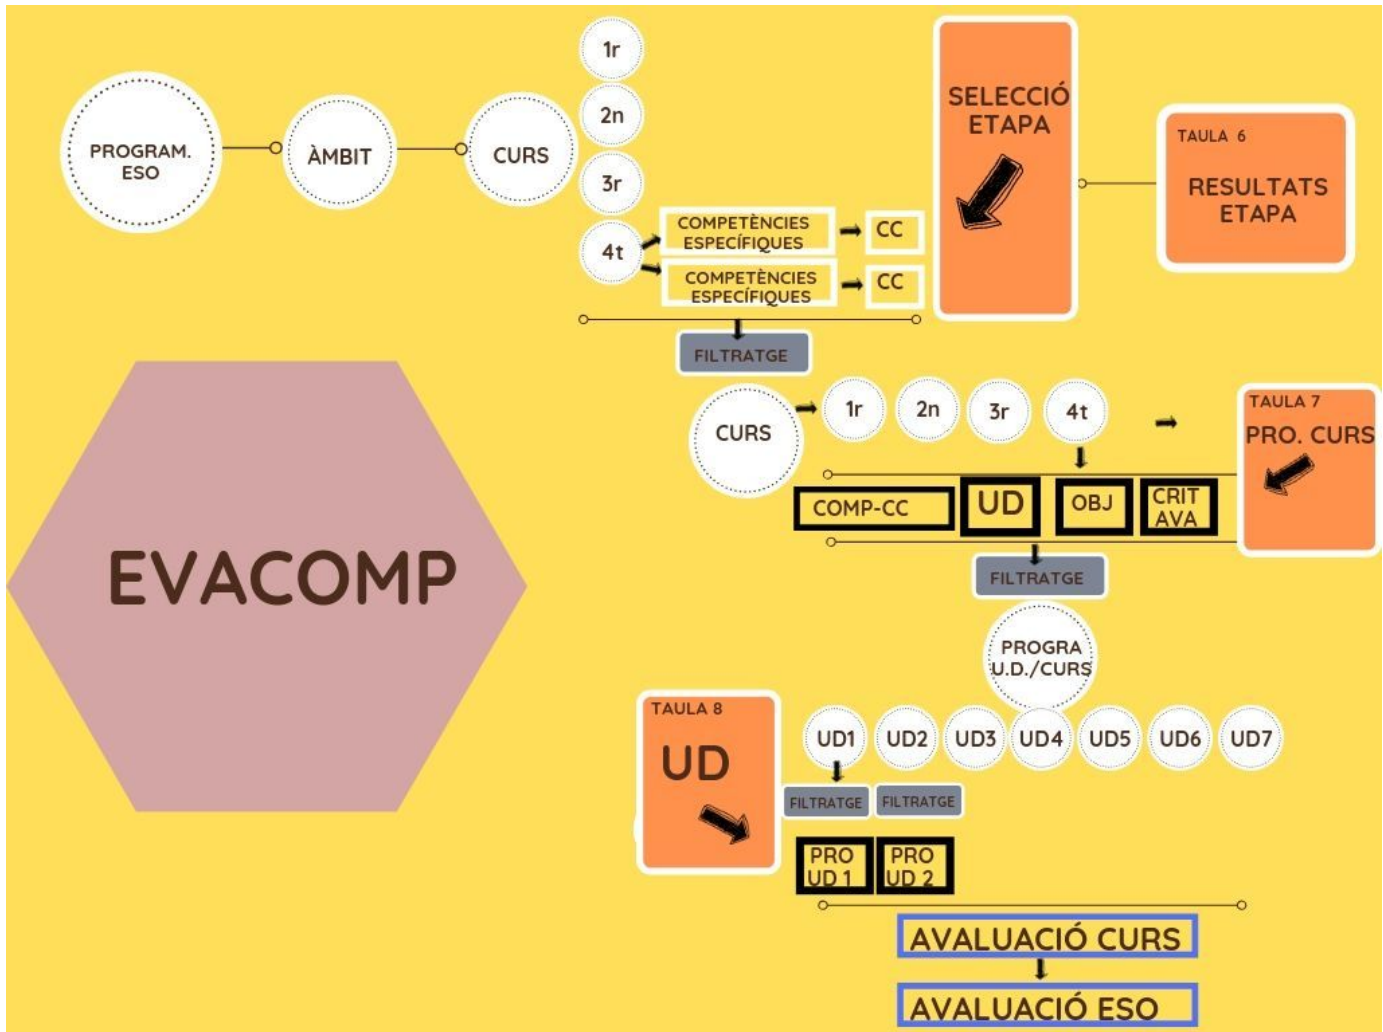 PROGRAM.
ESO
ÀMBIT
CURS
1r
2n
3r
4t
COMPETÈNCIES
ESPECÍFIQUES
CC
COMPETÈNCIES
ESPECÍFIQUES
CC
SELECCIÓ
ETAPA
TAULA 6
RESULTATS
ETAPA
FILTRATGE
CURS
1r
2n
3r
4t
TAULA 7
PRO. CURS
COMP-CC
UD
OBJ
CRIT
AVA
FILTRATGE
EVACOMP
PROGRA
U.D./CURS
TAULA 8
UD
UD1
UD2
UD3
UD4
UD5
UD6
UD7
FILTRATGE
FILTRATGE
PRO
UD 1
PRO
UD 2
AVALUACIÓ CURS
AVALUACIÓ ESO